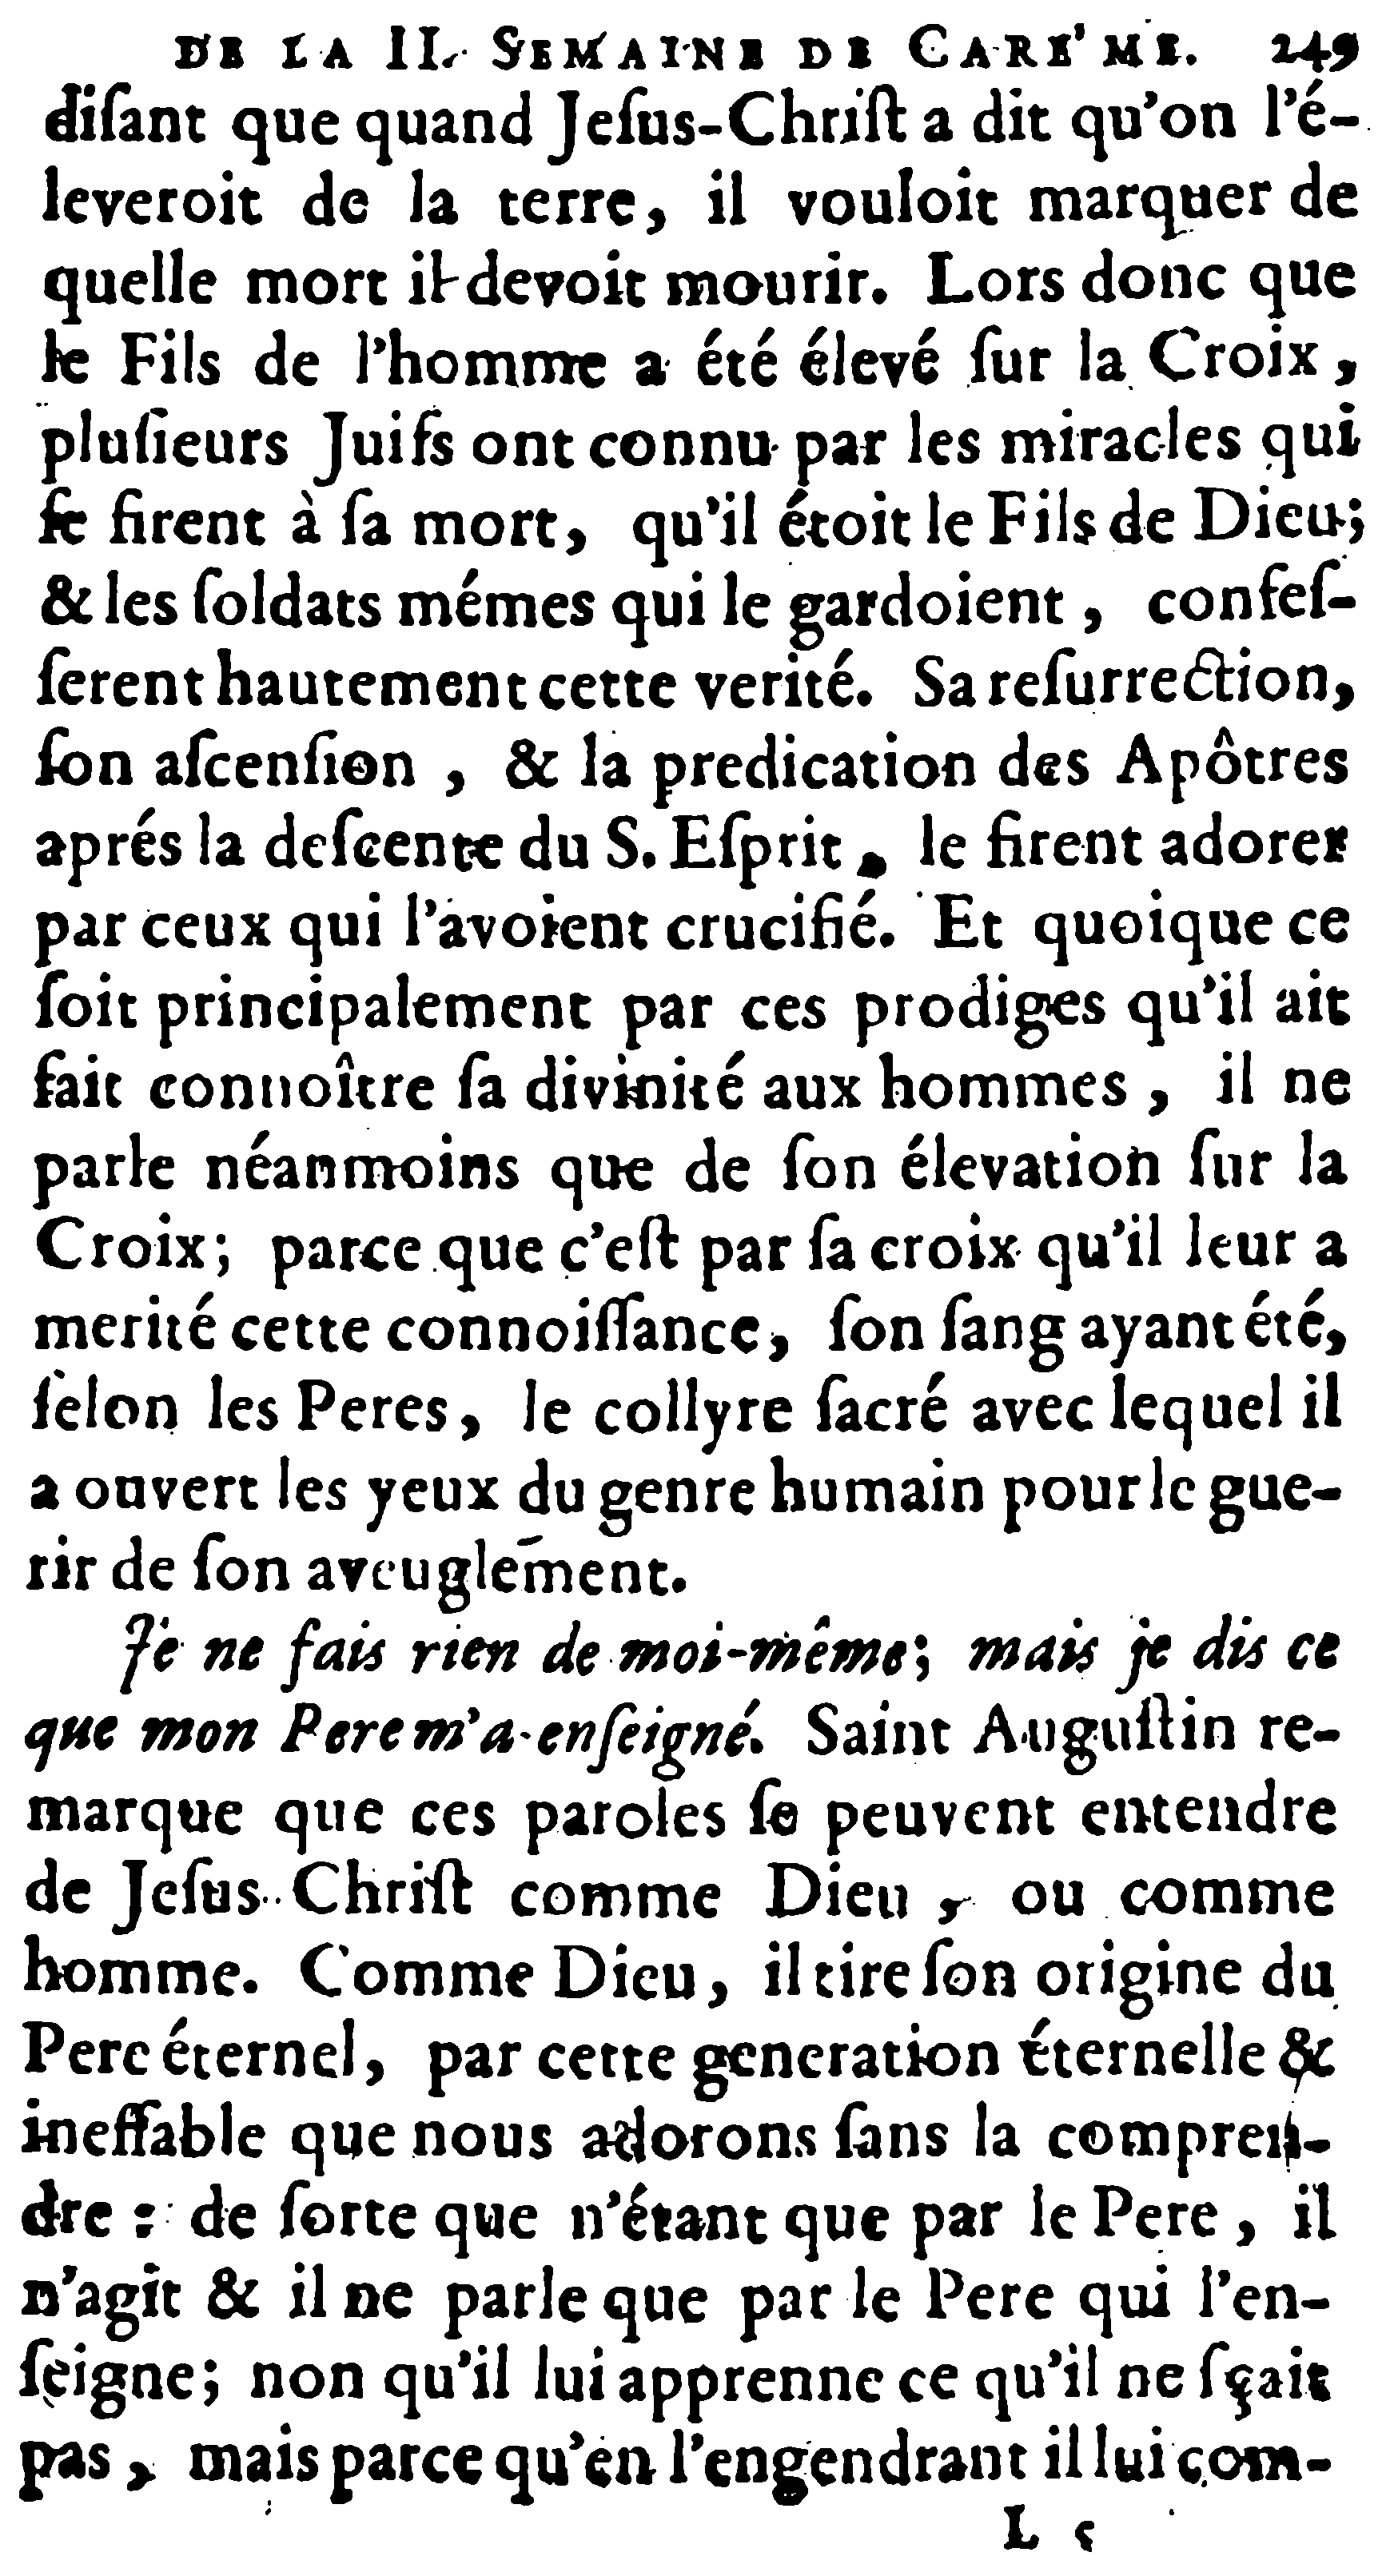 DE LA II. SEMAINE DE CARE'ME. 249
diſant que quand Jeſus-Chriſt a dit qu'on l'é-
leveroit de la terre, il vouloit marquer de
quelle mort il devoit mourir. Lors donc que
le Fils de l'homme a été élevé ſur la Croix,
pluſieurs Juifs ont connu par les miracles qui
ſe firent à ſa mort, qu'il étoit le Fils de Dieu;
& les ſoldats mémes qui le gardoient, confeſ-
ſerent hautement cette verité. Sa reſurrection,
ſon aſcenſion, & la predication des Apôtres
aprés la deſcente du S. Eſprit, le firent adorer
par ceux qui l'avoient crucifié. Et quoique ce
ſoit principalement par ces prodiges qu'il ait
fait connoître ſa divinité aux hommes, il ne
parle néanmoins que de ſon élevation ſur la
Croix; parce que c'eſt par ſa croix qu'il leur a
merité cette connoiſſance, ſon ſang ayant été,
ſelon les Peres, le collyre ſacré avec lequel il
a ouvert les yeux du genre humain pour le gue-
rir de ſon aveuglement.
Je ne fais rien de moi-même; mais je dis ce
que mon Pere m'a enſeigné. Saint Auguſtin re-
marque que ces paroles ſe peuvent entendre
de Jeſus-Chriſt comme Dieu, ou comme
homme. Comme Dieu, il tire ſon origine du
Pere éternel, par cette generation éternelle &
ineffable que nous adorons ſans la compren-
dre: de ſorte que n'étant que par le Pere, il
n'agit & il ne parle que par le Pere qui l'en-
ſeigne; non qu'il lui apprenne ce qu'il ne ſçait
pas, mais parce qu'en l'engendrant il lui com-
L 5